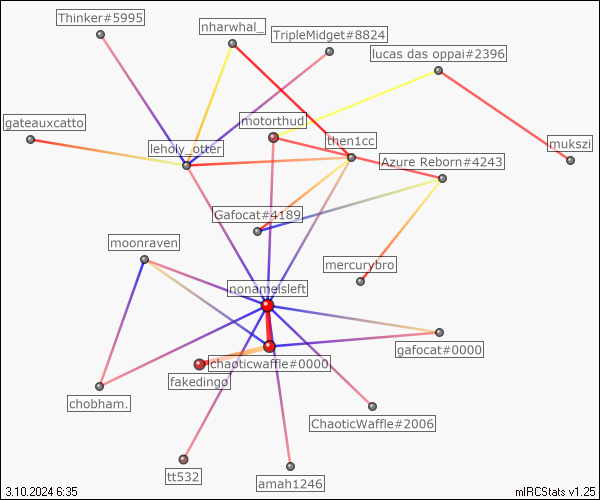 Thinker#5995
nharwhal_
TripleMidget#8824
lucas das oppai#2396
gateauxcatto
motorthud
leholy_otter
then1cc
mukszi
Azure Reborn#4243
Gafocat#4189
moonraven
mercurybro
nonameisleft
gafocat#0000
chaoticwaffle#0000
fakedingo
chobham.
ChaoticWaffle#2006
tt532
amah1246
3.10.2024 6:35
mIRCStats v1.25